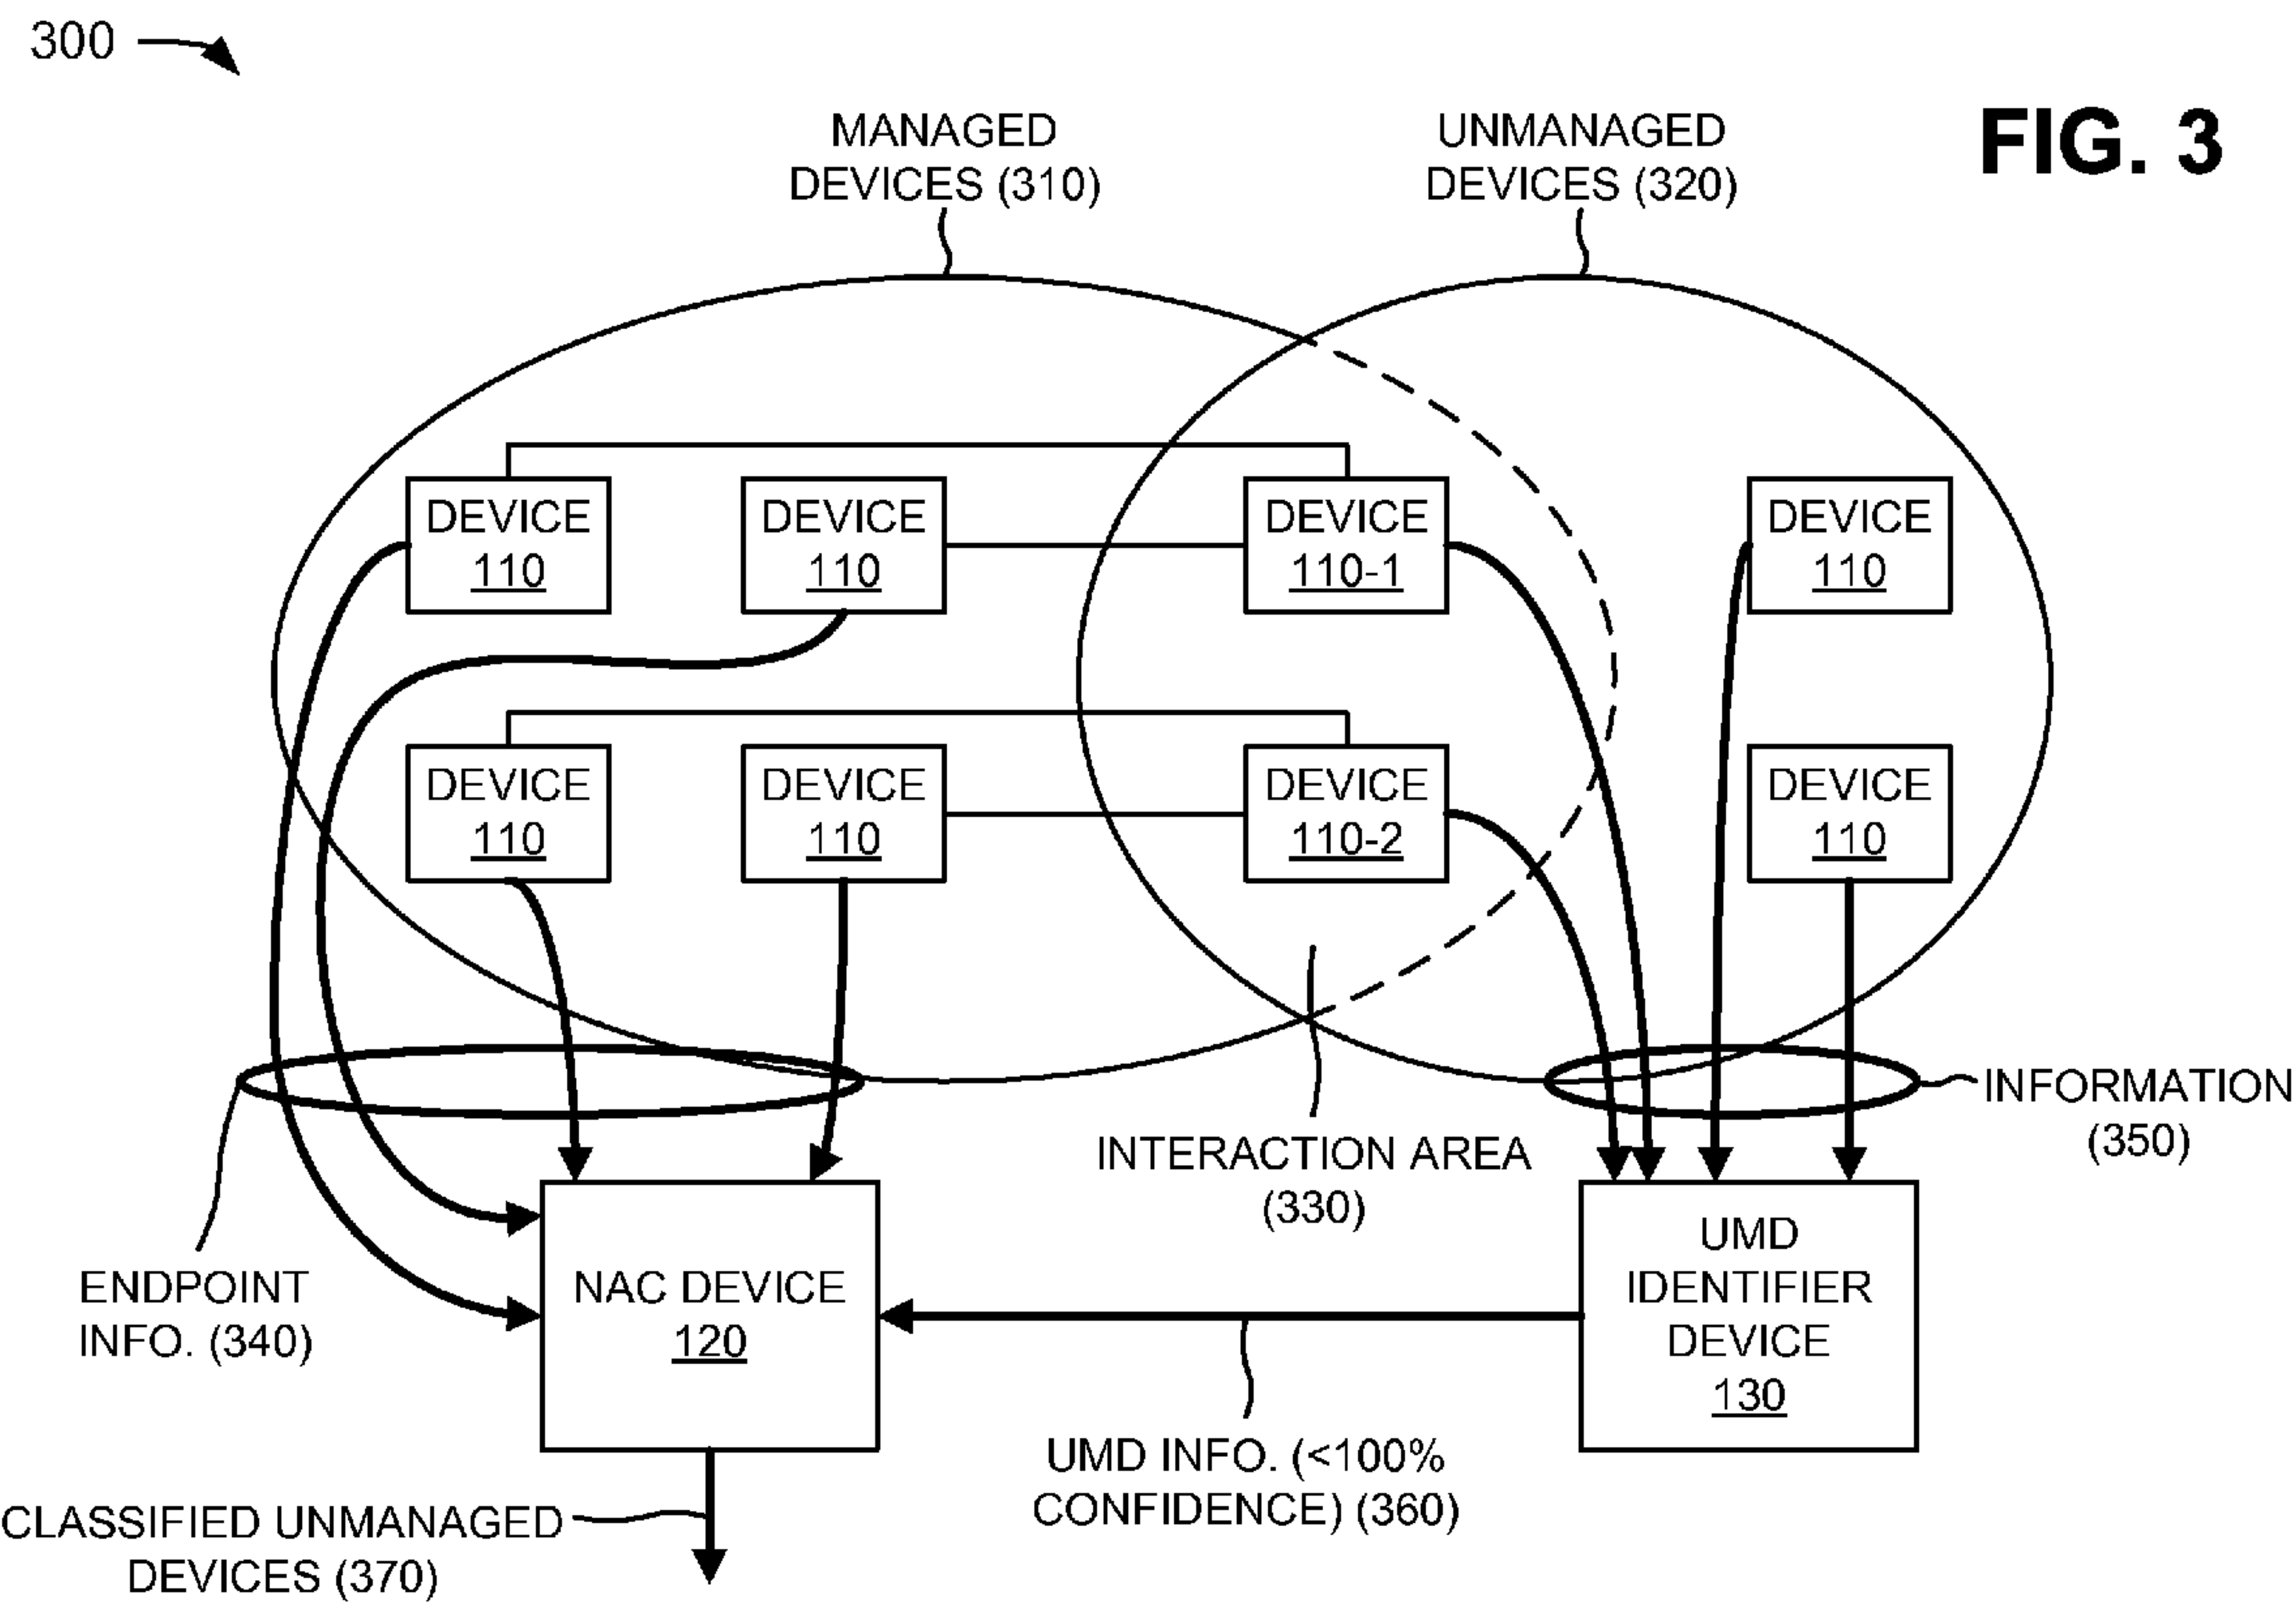 300
FIG. 3
MANAGED
DEVICES (310)
UNMANAGED
DEVICES (320)
DEVICE
110
DEVICE
110
DEVICE
110-1
DEVICE
110
DEVICE
110
DEVICE
110
DEVICE
110-2
DEVICE
110
INFORMATION
(350)
INTERACTION AREA
(330)
ENDPOINT
INFO. (340)
NAC DEVICE
120
UMD
IDENTIFIER
DEVICE
130
UMD INFO. (<100%
CONFIDENCE) (360)
CLASSIFIED UNMANAGED
DEVICES (370)